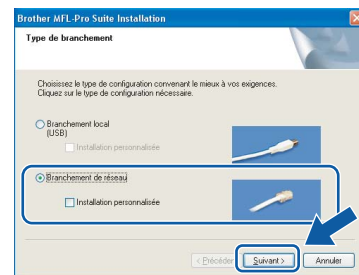 Brother MFL-Pro Suite Installation
Type de branchement
Choisissez le type de configuration convenant le mieux à vos exigences.
Cliquez sur le type de configuration nécessaire.
Branchement local
(USB)
Installation personnalisée
Branchement de réseau
Installation personnalisée
< Précéder
Suivant >
Annuler